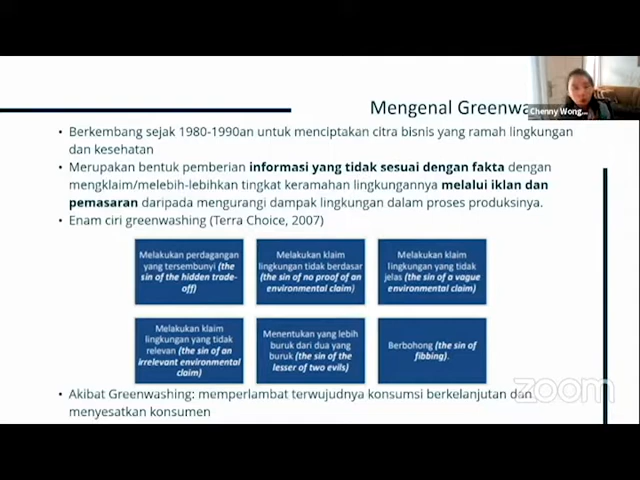 Mengenal Greenwa
Chenny Wong...
• Berkembang sejak 1980-1990an untuk menciptakan citra bisnis yang ramah lingkungan
dan kesehatan
• Merupakan bentuk pemberian informasi yang tidak sesuai dengan fakta dengan
mengklaim/melebih-lebihkan tingkat keramahan lingkungannya melalui iklan dan
pemasaran daripada mengurangi dampak lingkungan dalam proses produksinya.
• Enam ciri greenwashing (Terra Choice, 2007)
Melakukan perdagangan
yang tersembunyi (the
sin of the hidden trade-
off)
Melakukan klaim
lingkungan tidak berdasar
(the sin of no proof of an
environmental claim)
Melakukan klaim
lingkungan yang tidak
jelas (the sin of a vague
environmental claim)
Melakukan klaim
lingkungan yang tidak
relevan (the sin of an
irrelevant environmental
claim)
Menentukan yang lebih
buruk dari dua yang
buruk (the sin of the
lesser of two evils)
Berbohong (the sin of
fibbing).
• Akibat Greenwashing: memperlambat terwujudnya konsumsi berkelanjutan dan
menyesatkan konsumen
zoom